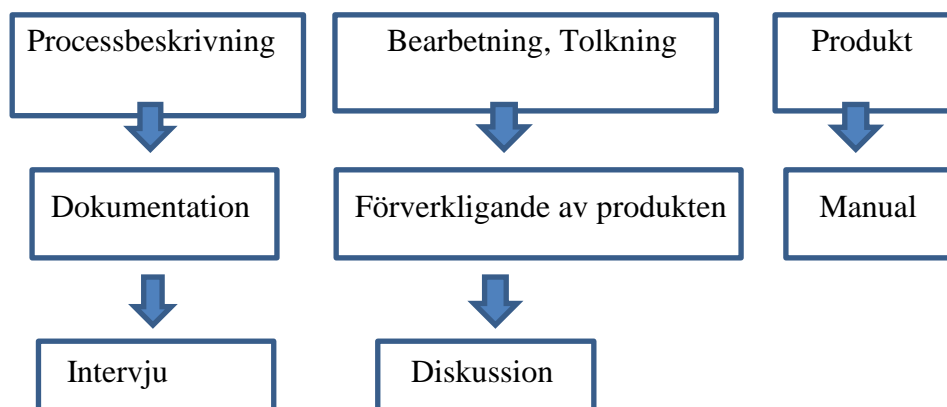 Processbeskrivning
Bearbetning, Tolkning
Produkt
Dokumentation
Förverkligande av produkten
Manual
Intervju
Diskussion